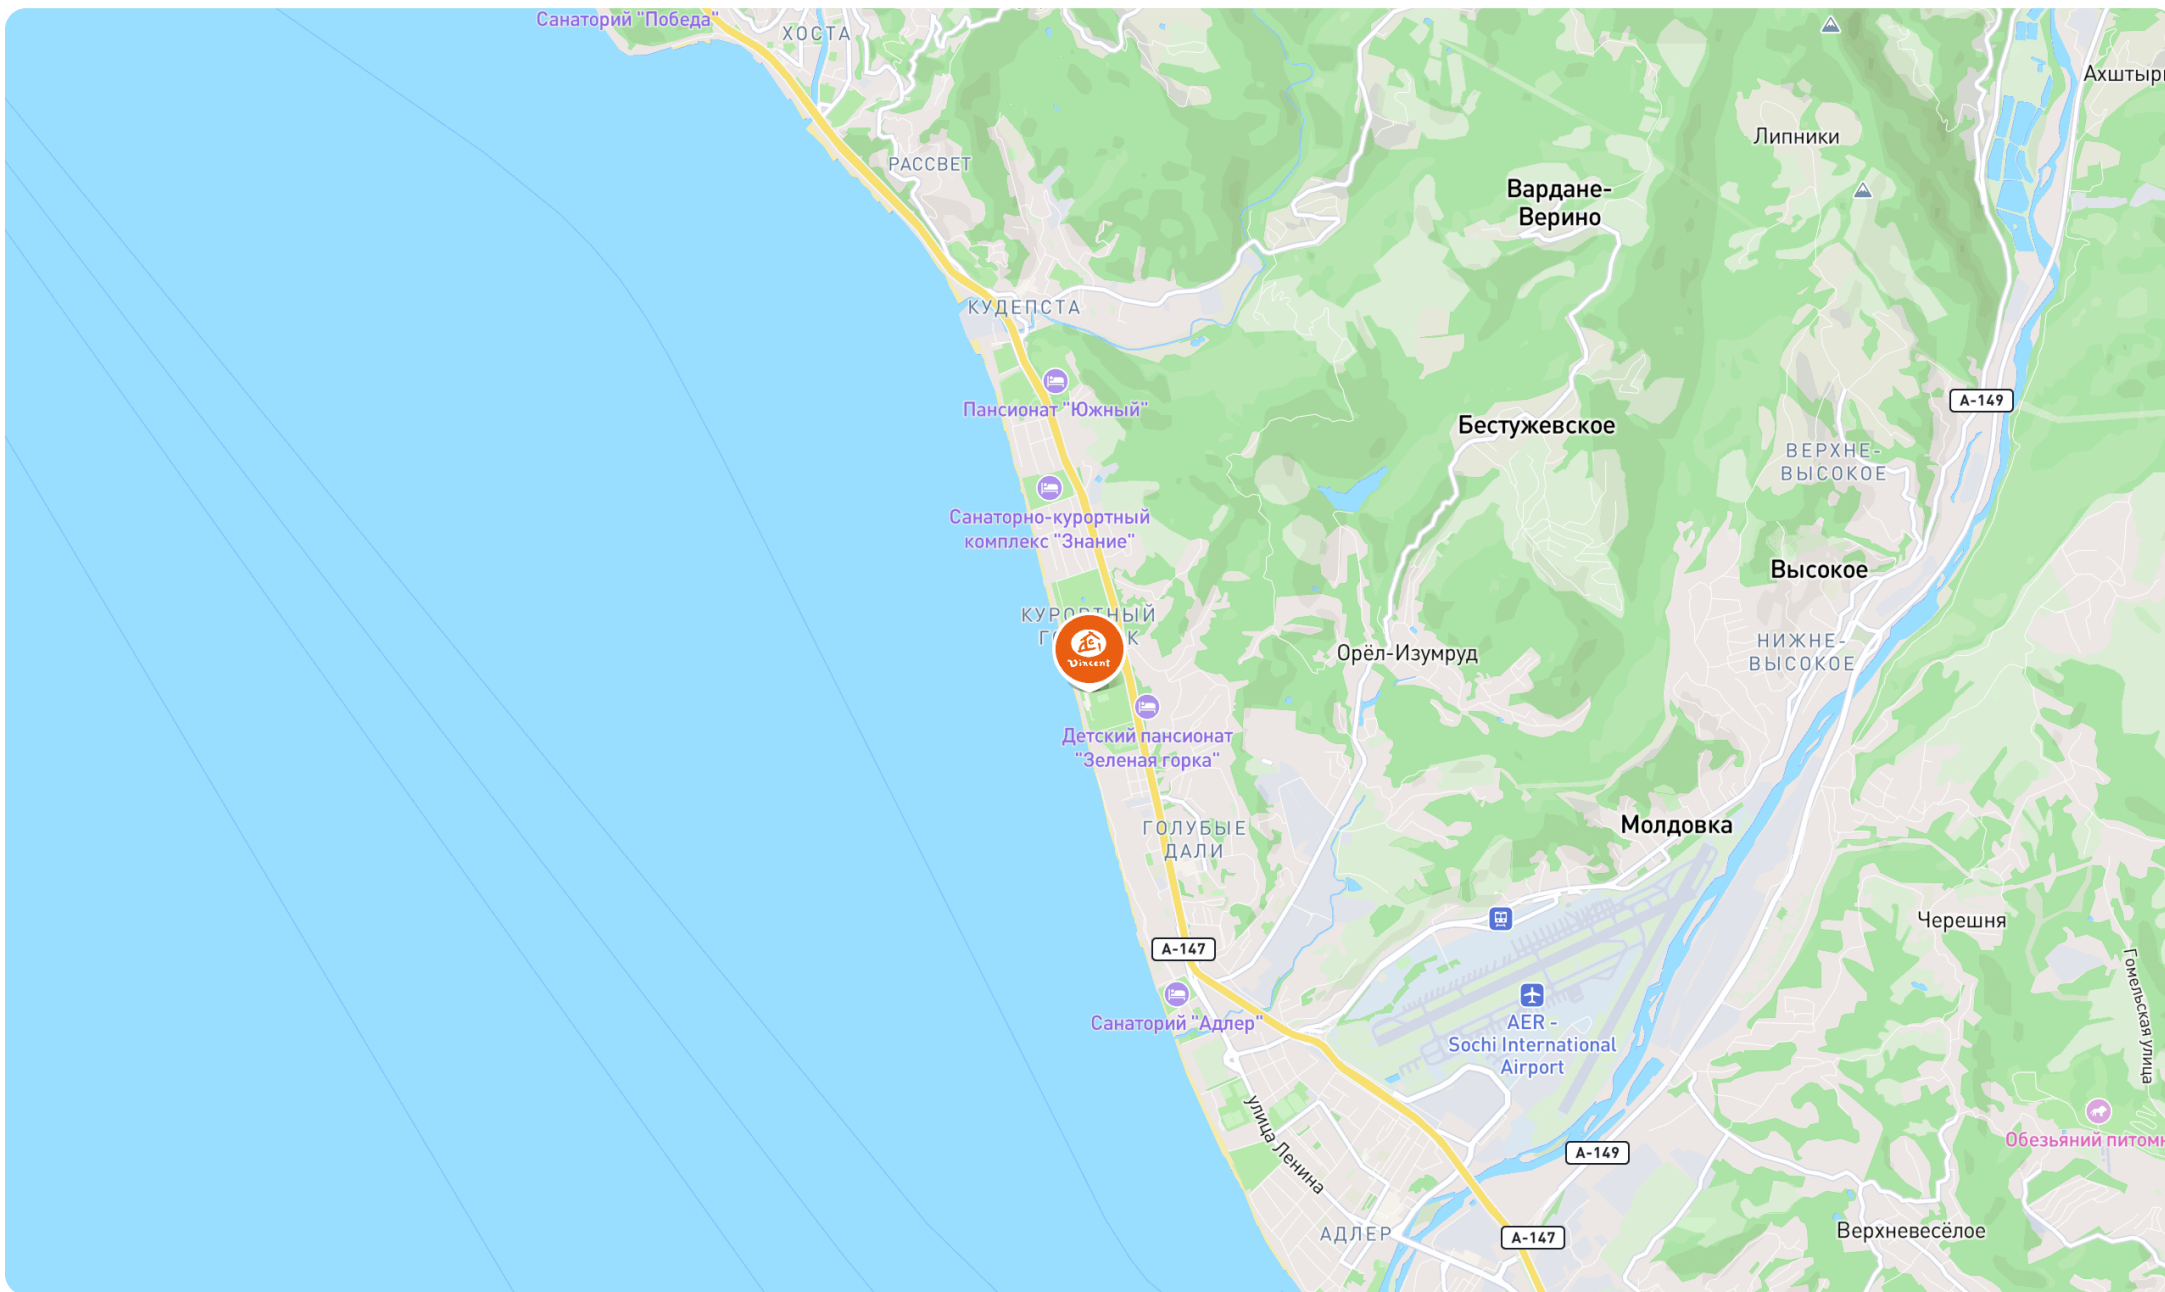 Санаторий "Победа"
ХОСТА
Ахштыр
Липники
РАССВЕТ
Вардане-
Верино
КУДЕПСТА
А-149
Пансионат "Южный"
Бестужевское
ВЕРХНЕ-
ВЫСОКОЕ
Санаторно-курортный
комплекс "Знание"
Высокое
КУРОРТНЫЙ
Vincent
НИЖНЕ-
ВЫСОКОЕ
Орёл-Изумруд
Детский пансионат
"Зеленая горка"
ГОЛУБЫЕ
ДАЛИ
Молдовка
Черешня
А-147
Гомельская улица
Санаторий "Адлер"
AER -
Sochi International
Airport
улица Ленина
Обезьяний питомн
А-149
АДЛЕР
А-147
Верхневесёлое